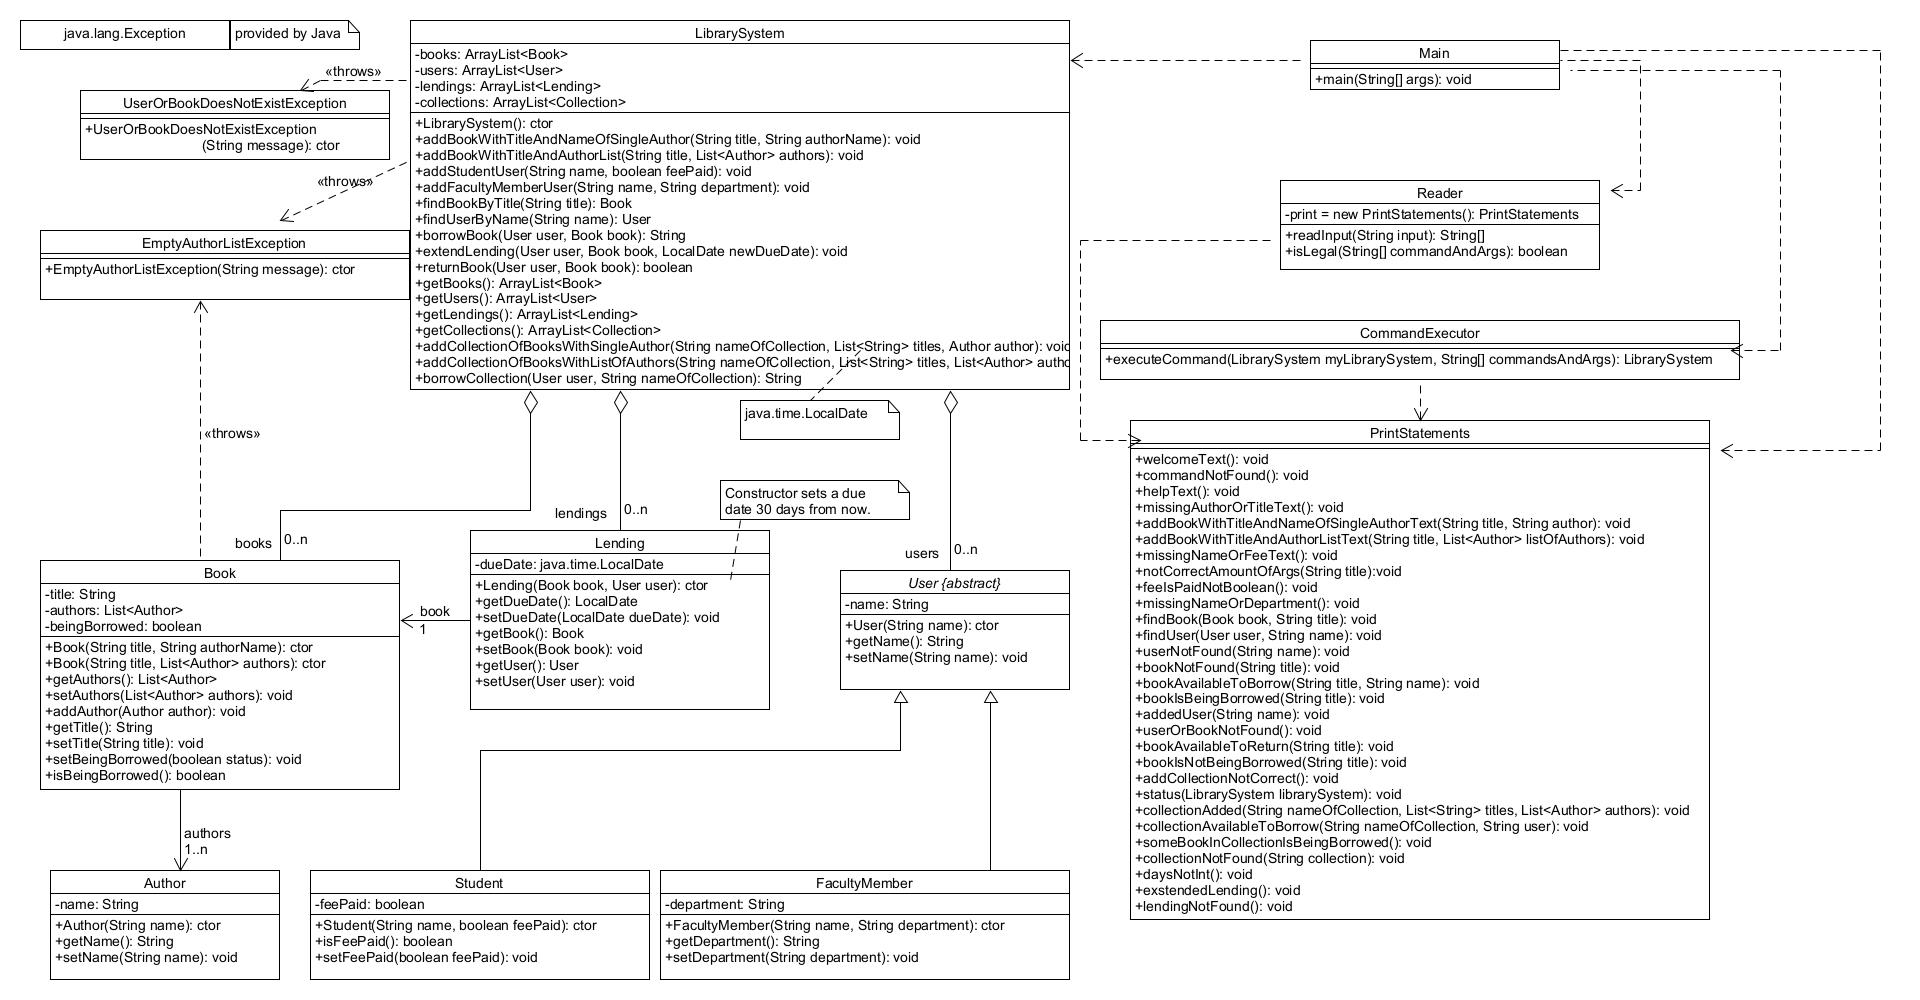 java.lang.Exception
provided by Java
«throws»
UserOrBookDoesNotExistException
+UserOrBookDoesNotExistException
(String message): ctor
«throws»
EmptyAuthorListException
+EmptyAuthorListException(String message): ctor
«throws»
LibrarySystem
-books: ArrayList<Book>
-users: ArrayList<User>
-lendings: ArrayList<Lending>
-collections: ArrayList<Collection>
+LibrarySystem(): ctor
+addBookWithTitleAndNameOfSingleAuthor(String title, String authorName): void
+addBookWithTitleAndAuthorList(String title, List<Author> authors): void
+addStudentUser(String name, boolean feePaid): void
+addFacultyMemberUser(String name, String department): void
+findBookByTitle(String title): Book
+findUserByName(String name): User
+borrowBook(User user, Book book): String
+extendLending(User user, Book book, LocalDate newDueDate): void
+returnBook(User user, Book book): boolean
+getBooks(): ArrayList<Book>
+getUsers(): ArrayList<User>
+getLendings(): ArrayList<Lending>
+getCollections(): ArrayList<Collection>
+addCollectionOfBooksWithSingleAuthor(String nameOfCollection, List<String> titles, Author author): void
+addCollectionOfBooksWithListOfAuthors(String nameOfCollection, List<String> titles, List<Author> autho
+borrowCollection(User user, String nameOfCollection): String
java.time.LocalDate
Constructor sets a due
date 30 days from now.
books
0..n
lendings
0..n
users
0..n
Book
-title: String
-authors: List<Author>
-beingBorrowed: boolean
+Book(String title, String authorName): ctor
+Book(String title, List<Author> authors): ctor
+getAuthors(): List<Author>
+setAuthors(List<Author> authors): void
+addAuthor(Author author): void
+getTitle(): String
+setTitle(String title): void
+setBeingBorrowed(boolean status): void
+isBeingBorrowed(): boolean
book
1
Lending
-dueDate: java.time.LocalDate
+Lending(Book book, User user): ctor
+getDueDate(): LocalDate
+setDueDate(LocalDate dueDate): void
+getBook(): Book
+setBook(Book book): void
+getUser(): User
+setUser(User user): void
User {abstract}
-name: String
+User(String name): ctor
+getName(): String
+setName(String name): void
authors
1..n
Author
-name: String
+Author(String name): ctor
+getName(): String
+setName(String name): void
Student
-feePaid: boolean
+Student(String name, boolean feePaid): ctor
+isFeePaid(): boolean
+setFeePaid(boolean feePaid): void
FacultyMember
-department: String
+FacultyMember(String name, String department): ctor
+getDepartment(): String
+setDepartment(String department): void
Main
+main(String[] args): void
Reader
-print = new PrintStatements(): PrintStatements
+readInput(String input): String[]
+isLegal(String[] commandAndArgs): boolean
CommandExecutor
+executeCommand(LibrarySystem myLibrarySystem, String[] commandsAndArgs): LibrarySystem
PrintStatements
+welcomeText(): void
+commandNotFound(): void
+helpText(): void
+missingAuthorOrTitleText(): void
+addBookWithTitleAndNameOfSingleAuthorText(String title, String author): void
+addBookWithTitleAndAuthorListText(String title, List<Author> listOfAuthors): void
+missingNameOrFeeText(): void
+notCorrectAmountOfArgs(String title):void
+feeIsPaidNotBoolean(): void
+missingNameOrDepartment(): void
+findBook(Book book, String title): void
+findUser(User user, String name): void
+userNotFound(String name): void
+bookNotFound(String title): void
+bookAvailableToBorrow(String title, String name): void
+bookIsBeingBorrowed(String title): void
+addedUser(String name): void
+userOrBookNotFound(): void
+bookAvailableToReturn(String title): void
+bookIsNotBeingBorrowed(String title): void
+addCollectionNotCorrect(): void
+status(LibrarySystem librarySystem): void
+collectionAdded(String nameOfCollection, List<String> titles, List<Author> authors): void
+collectionAvailableToBorrow(String nameOfCollection, String user): void
+someBookInCollectionIsBeingBorrowed(): void
+collectionNotFound(String collection): void
+daysNotInt(): void
+exstendedLending(): void
+lendingNotFound(): void